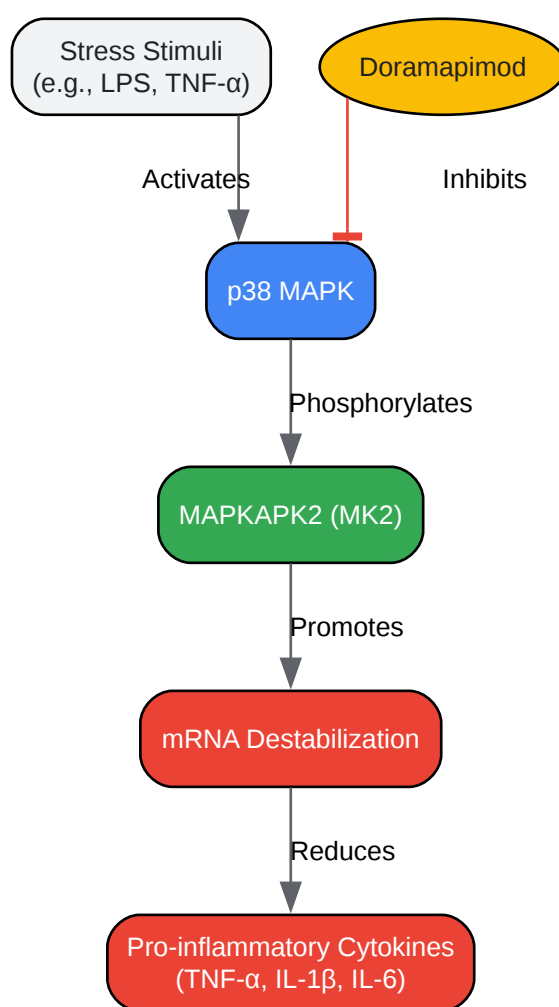 Stress Stimuli
(e.g., LPS, TNF-α)
Doramapimod
Activates
Inhibits
p38 MAPK
Phosphorylates
MAPKAPK2 (MK2)
Promotes
mRNA Destabilization
Reduces
Pro-inflammatory Cytokines
(TNF-α, IL-1β, IL-6)